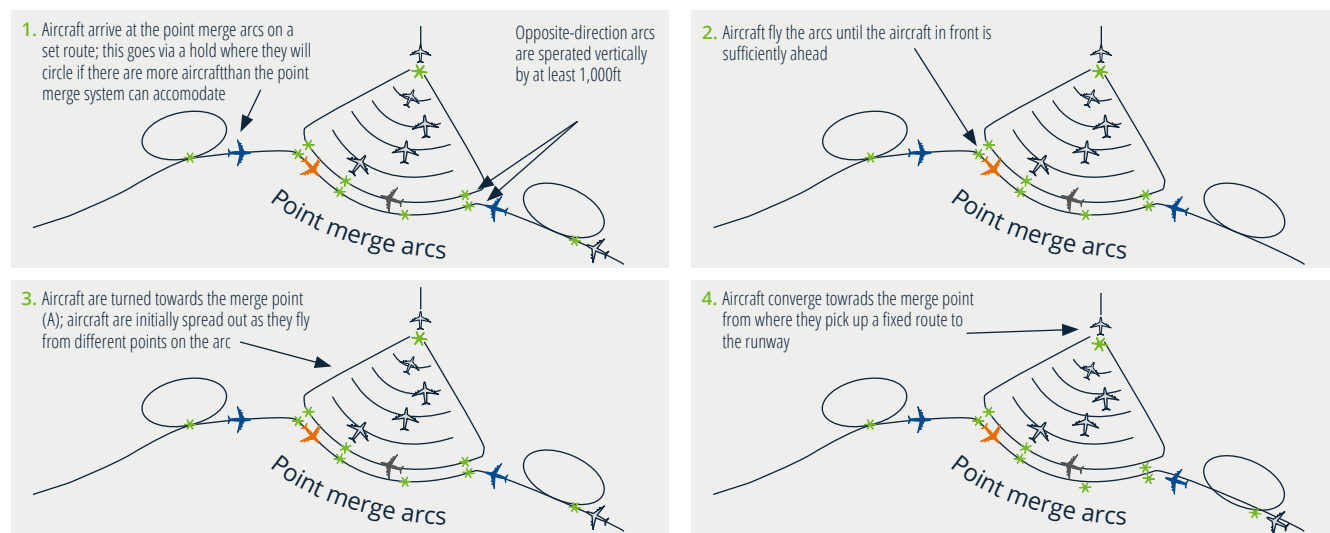 1. Aircraft arrive at the point merge arcs on a
set route; this goes via a hold where they will
circle if there are more aircraftthan the point
merge system can accomodate
Opposite-direction arcs
are sperated vertically
by at least 1,000ft
Point merge arcs
2. Aircraft fly the arcs until the aircraft in front is
sufficiently ahead
Point merge arcs
3. Aircraft are turned towards the merge point
(A); aircraft are initially spread out as they fly
from different points on the arc
Point merge arcs
4. Aircraft converge towrads the merge point
from where they pick up a fixed route to
the runway
Point merge arcs